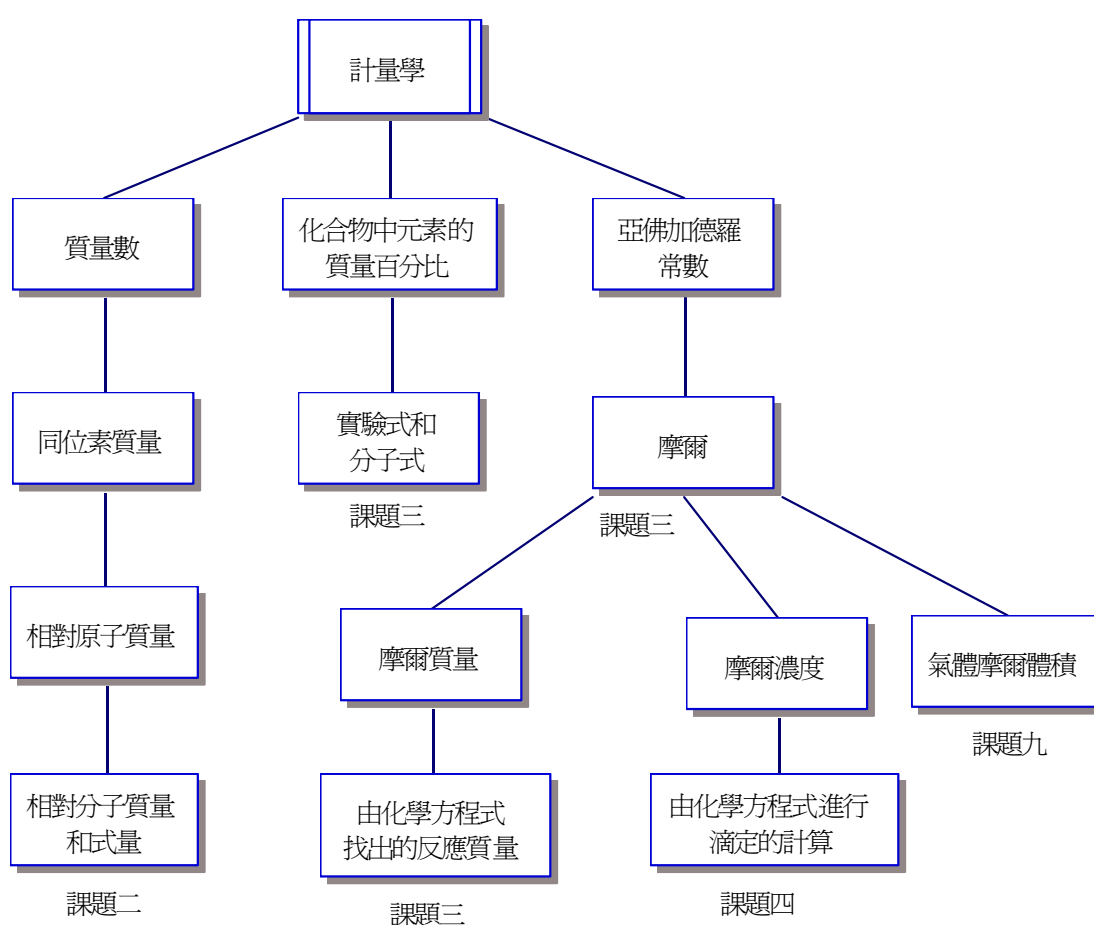 計量學
質量數
化合物中元素的
質量百分比
亞佛加德羅
常數
同位素質量
實驗式和
分子式
摩爾
課題三
課題三
相對原子質量
摩爾質量
摩爾濃度
氣體摩爾體積
課題九
相對分子質量
和式量
由化學方程式
找出的反應質量
由化學方程式進行
滴定的計算
課題二
課題三
課題四